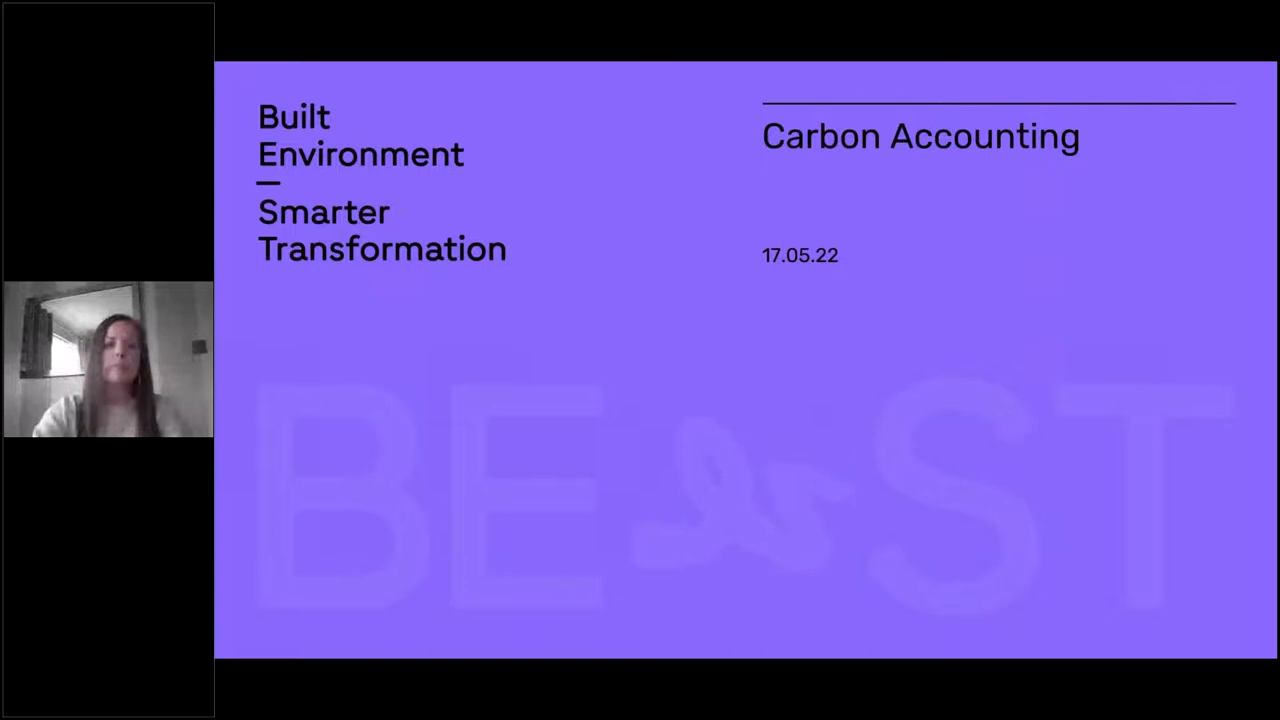 Built
Environment
—
Smarter
Transformation
Carbon Accounting
17.05.22
BE ST